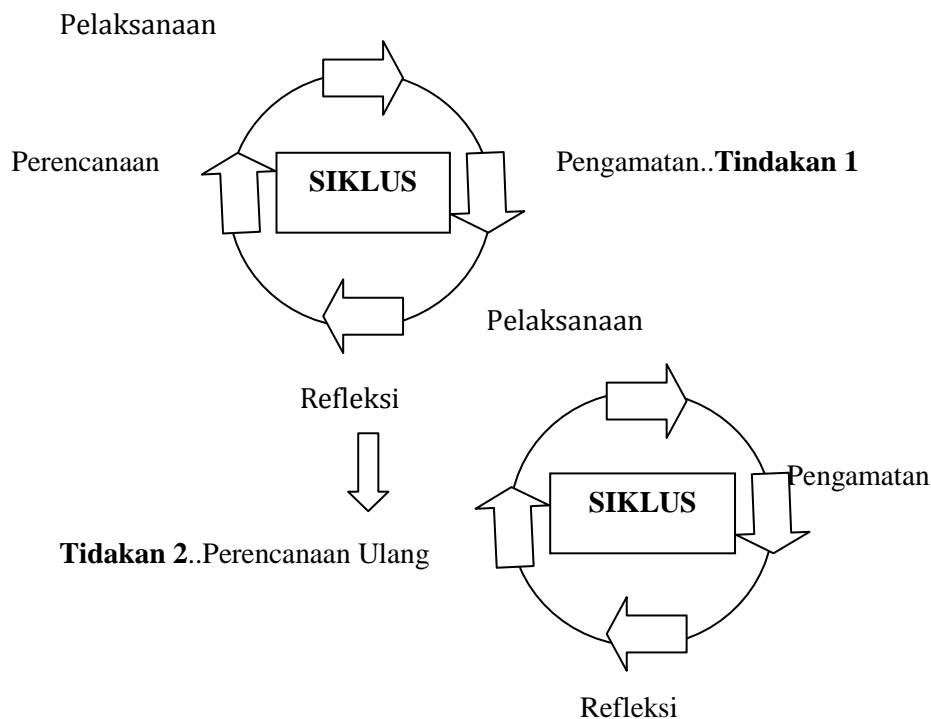 Pelaksanaan
Perencanaan
SIKLUS
Pengamatan..Tindakan 1
Refleksi
Tidakan 2..Perencanaan Ulang
Pelaksanaan
SIKLUS
Pengamatan
Refleksi